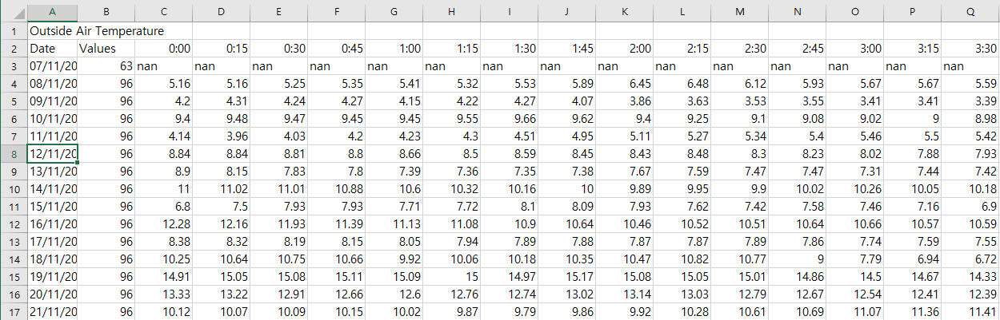 A B C D E F G H I J K L M N O P Q
1 Outside Air Temperature
2 Date Values 0:00 0:15 0:30 0:45 1:00 1:15 1:30 1:45 2:00 2:15 2:30 2:45 3:00 3:15 3:30
3 07/11/20 63 nan nan nan nan nan nan nan nan nan nan nan nan nan nan nan
4 08/11/20 96 5.16 5.16 5.25 5.35 5.41 5.32 5.53 5.89 6.45 6.48 6.12 5.93 5.67 5.67 5.59
5 09/11/20 96 4.2 4.31 4.24 4.27 4.15 4.22 4.27 4.07 3.86 3.63 3.53 3.55 3.41 3.41 3.39
6 10/11/20 96 9.4 9.48 9.47 9.45 9.45 9.55 9.66 9.62 9.4 9.25 9.1 9.08 9.02 9 8.98
7 11/11/20 96 4.14 3.96 4.03 4.2 4.23 4.3 4.51 4.95 5.11 5.27 5.34 5.4 5.46 5.5 5.42
8 12/11/20 96 8.84 8.84 8.81 8.8 8.66 8.5 8.59 8.45 8.43 8.48 8.3 8.23 8.02 7.88 7.93
9 13/11/20 96 8.9 8.15 7.83 7.8 7.39 7.36 7.35 7.38 7.67 7.59 7.47 7.47 7.31 7.44 7.42
10 14/11/20 96 11 11.02 11.01 10.88 10.6 10.32 10.16 10 9.89 9.95 9.9 10.02 10.26 10.05 10.18
11 15/11/20 96 6.8 7.5 7.93 7.93 7.71 7.72 8.1 8.09 7.93 7.62 7.42 7.58 7.46 7.16 6.9
12 16/11/20 96 12.28 12.16 11.93 11.39 11.13 11.08 10.9 10.64 10.46 10.52 10.51 10.64 10.66 10.57 10.59
13 17/11/20 96 8.38 8.32 8.19 8.15 8.05 7.94 7.89 7.88 7.87 7.87 7.89 7.86 7.74 7.59 7.55
14 18/11/20 96 10.25 10.64 10.75 10.66 9.92 10.06 10.18 10.35 10.47 10.82 10.77 9 7.79 6.94 6.72
15 19/11/20 96 14.91 15.05 15.08 15.11 15.09 15 14.97 15.17 15.08 15.05 15.01 14.86 14.5 14.67 14.33
16 20/11/20 96 13.33 13.22 12.91 12.66 12.6 12.76 12.74 13.02 13.14 13.03 12.79 12.67 12.54 12.41 12.39
17 21/11/20 96 10.12 10.07 10.09 10.15 10.02 9.87 9.79 9.86 9.92 10.28 10.61 10.69 11.07 11.36 11.41